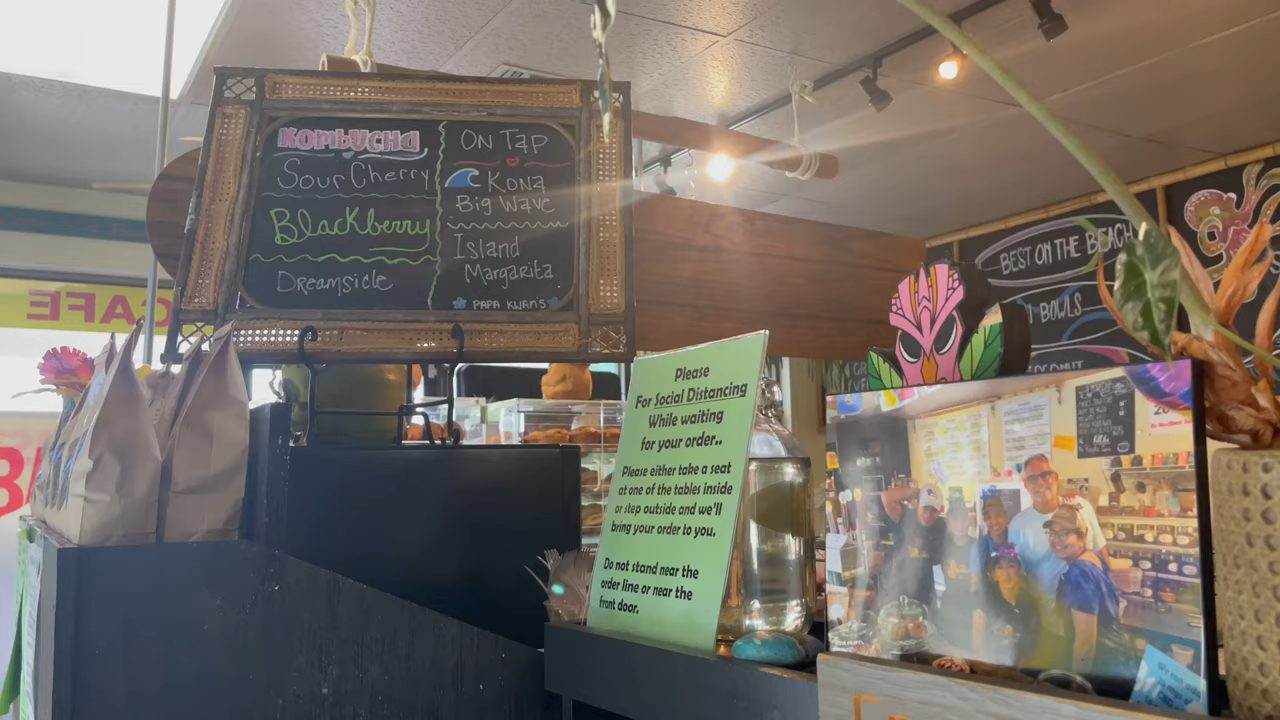 Kombucha
Sour Cherry
Blackberry
Dreamsicle
On Tap
Kona
Big Wave
Island
Margarita
Papa Kwan's
CAFE
Please
For Social Distancing
While waiting
for your order..
Please either take a seat
at one of the tables inside
or step outside and we'll
bring your order to you.
Do not stand near the
order line or near the
front door.
BEST ON THE BEACH
BOWLS
COCONUT